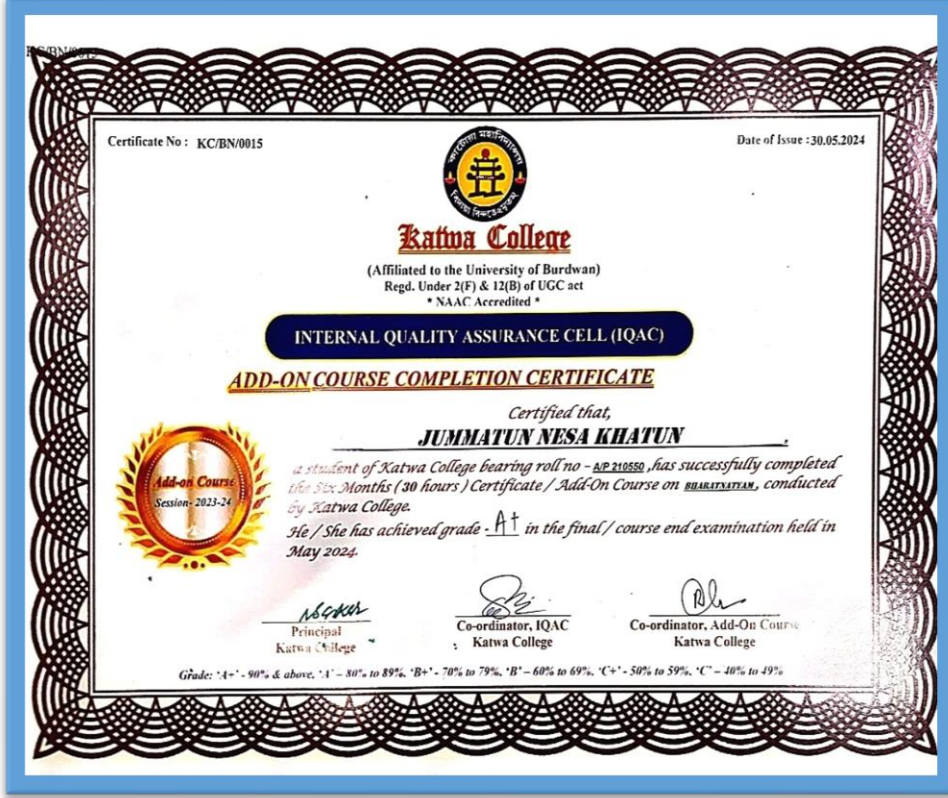 KC/BN/0015
Certificate No : KC/BN/0015
Date of Issue : 30.05.2024
কাটোয়া মহাবিদ্যালয়
Katwa College
(Affiliated to the University of Burdwan)
Regd. Under 2(F) & 12(B) of UGC act
* NAAC Accredited *
INTERNAL QUALITY ASSURANCE CELL (IQAC)
ADD-ON COURSE COMPLETION CERTIFICATE
Certified that,
JUMMATUN NESA KHATUN .
a student of Katwa College bearing roll no - A/P 210550 ,has successfully completed
the Six Months ( 30 hours ) Certificate / Add-On Course on BHARATNATYAM , conducted
by Katwa College.
He / She has achieved grade - A+ in the final / course end examination held in
May 2024.
Add-on Course
Session- 2023-24
Principal
Katwa College
Co-ordinator, IQAC
Katwa College
Co-ordinator, Add-On Course
Katwa College
Grade: 'A+' - 90% & above, 'A' – 80% to 89%, 'B+' - 70% to 79%, 'B' – 60% to 69%, 'C+' - 50% to 59%, 'C' – 40% to 49%